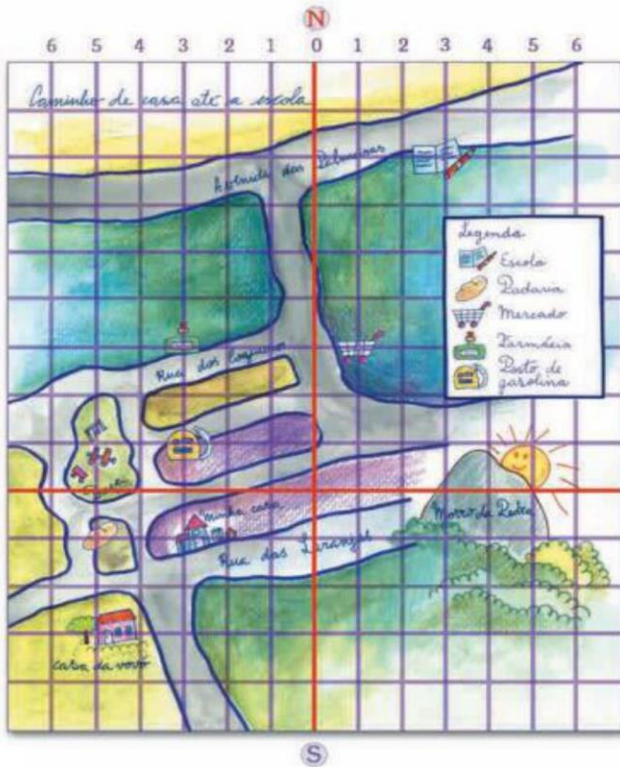 N
6 5 4 3 2 1 0 1 2 3 4 5 6
Caminho de casa até a escola
Avenida das Palmeiras
Legenda
Escola
Padaria
Mercado
Farmácia
Posto de
gasolina
Rua dos Coqueiros
minha casa
Morro da Pedra
Rua das Laranjas
casa da vovó
S